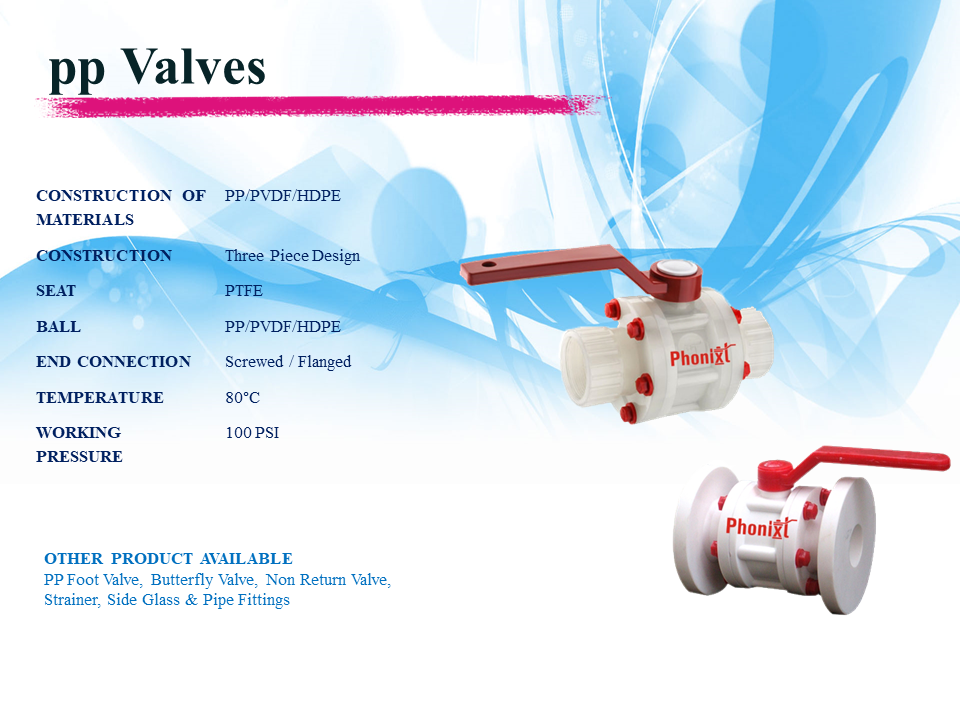 pp Valves
CONSTRUCTION OF PP/PVDF/HDPE
MATERIALS
CONSTRUCTION Three Piece Design
SEAT PTFE
BALL PP/PVDF/HDPE
END CONNECTION Screwed / Flanged
TEMPERATURE 80°C
WORKING 100 PSI
PRESSURE
Phonixt
Phonixt
OTHER PRODUCT AVAILABLE
PP Foot Valve, Butterfly Valve, Non Return Valve,
Strainer, Side Glass & Pipe Fittings